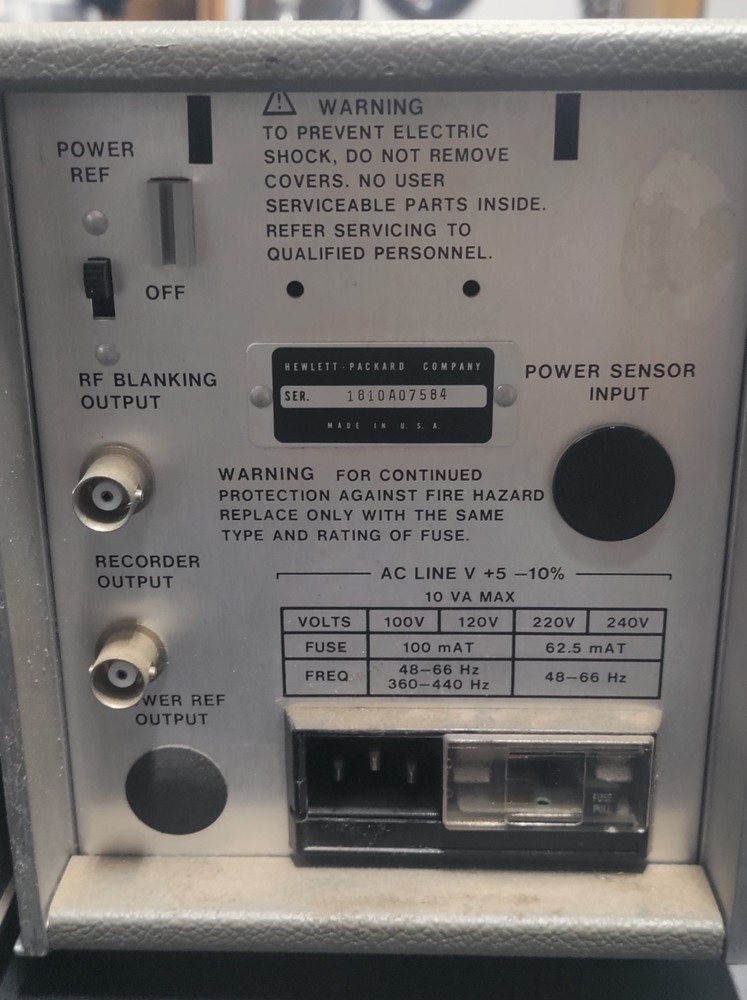 WARNING
TO PREVENT ELECTRIC
SHOCK, DO NOT REMOVE
COVERS. NO USER
SERVICEABLE PARTS INSIDE.
REFER SERVICING TO
QUALIFIED PERSONNEL.
POWER
REF
OFF
HEWLETT-PACKARD COMPANY
SER. 1810A07584
MADE IN U.S.A.
RF BLANKING
OUTPUT
POWER SENSOR
INPUT
WARNING FOR CONTINUED
PROTECTION AGAINST FIRE HAZARD
REPLACE ONLY WITH THE SAME
TYPE AND RATING OF FUSE.
RECORDER
OUTPUT
AC LINE V +5 –10%
10 VA MAX
VOLTS 100V 120V 220V 240V
FUSE 100 mAT 62.5 mAT
FREQ 48–66 Hz 360–440 Hz 48–66 Hz
WER REF
OUTPUT
FUSE
PULL